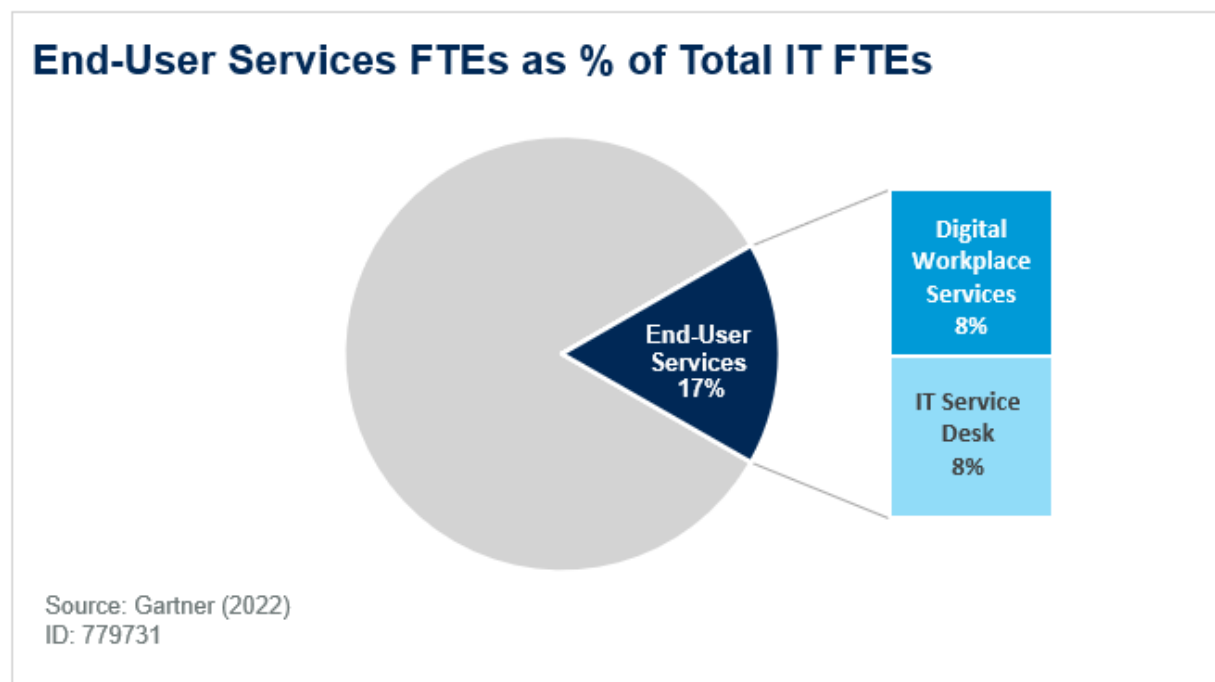 End-User Services FTEs as % of Total IT FTEs
End-User
Services
17%
Digital
Workplace
Services
8%
IT Service
Desk
8%
Source: Gartner (2022)
ID: 779731